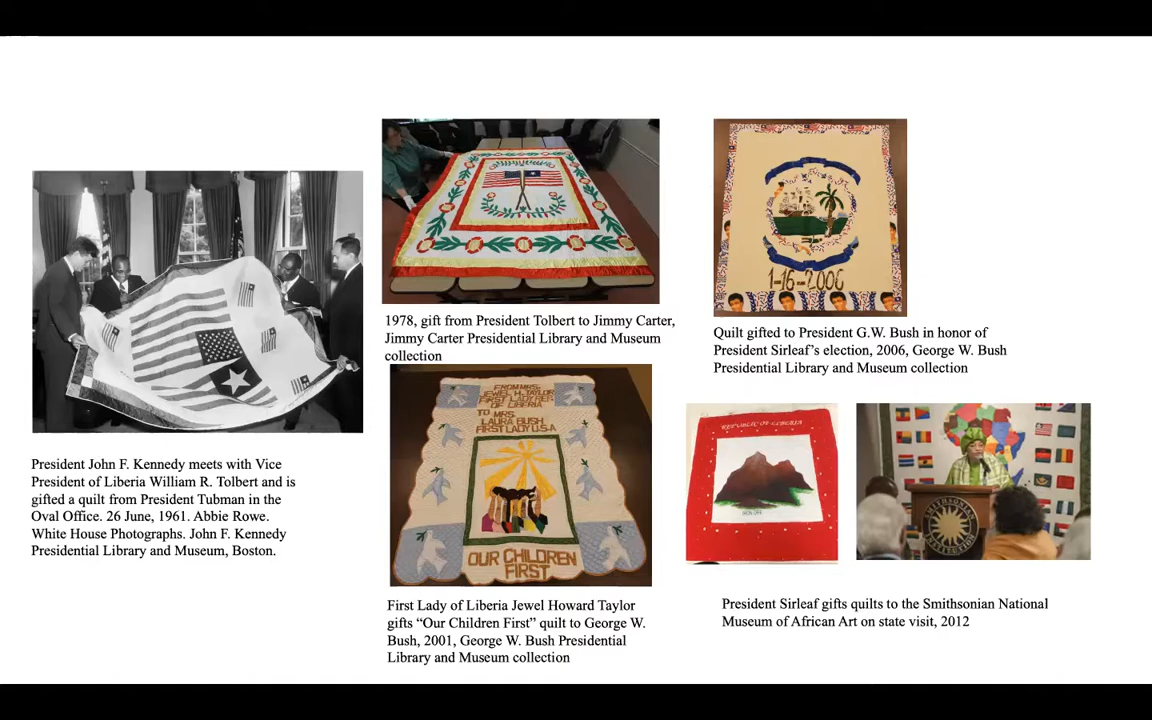 1978, gift from President Tolbert to Jimmy Carter,
Jimmy Carter Presidential Library and Museum
collection
1-16-2006
Quilt gifted to President G.W. Bush in honor of
President Sirleaf's election, 2006, George W. Bush
Presidential Library and Museum collection
President John F. Kennedy meets with Vice
President of Liberia William R. Tolbert and is
gifted a quilt from President Tubman in the
Oval Office. 26 June, 1961. Abbie Rowe.
White House Photographs. John F. Kennedy
Presidential Library and Museum, Boston.
FROM MRS.
JEWEL H. TAYLOR
FIRST LADY REP.
OF LIBERIA
TO MRS.
LAURA BUSH
FIRST LADY U.S.A
OUR CHILDREN
FIRST
First Lady of Liberia Jewel Howard Taylor
gifts “Our Children First” quilt to George W.
Bush, 2001, George W. Bush Presidential
Library and Museum collection
REPUBLIC OF LIBERIA
SMITHSONIAN
INSTITUTION
President Sirleaf gifts quilts to the Smithsonian National
Museum of African Art on state visit, 2012